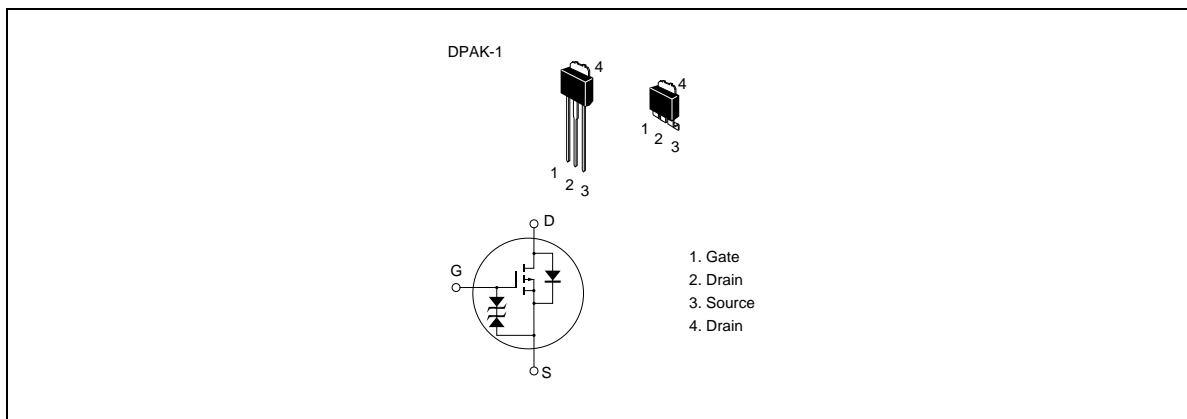 DPAK-1
4
4
1
2
3
1
2
3
D
G
S
1. Gate
2. Drain
3. Source
4. Drain